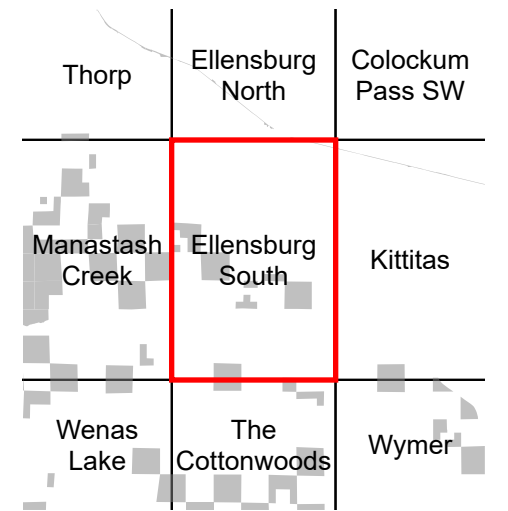 Thorp
Ellensburg
North
Colockum
Pass SW
Manastash
Creek
Ellensburg
South
Kittitas
Wenas
Lake
The
Cottonwoods
Wymer